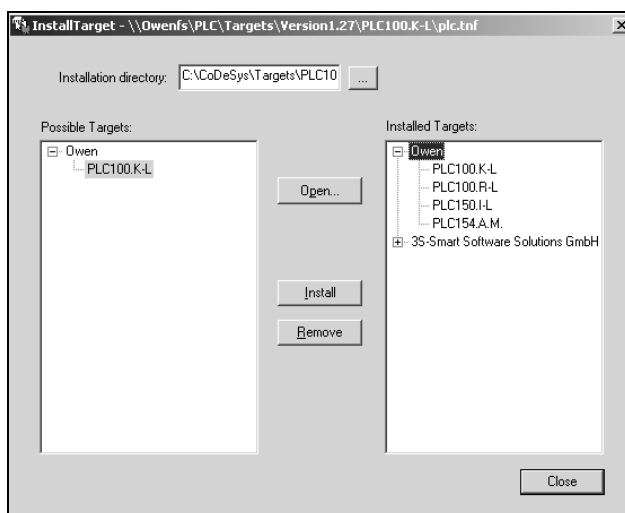 InstallTarget - \\Owenfs\PLC\Targets\Version1.27\PLC100.K-L\plc.tnf
Installation directory: C:\CoDeSys\Targets\PLC10 ...
Possible Targets:
Owen
PLC100.K-L
Open...
Install
Remove
Installed Targets:
Owen
PLC100.K-L
PLC100.R-L
PLC150.I-L
PLC154.A.M.
3S-Smart Software Solutions GmbH
Close